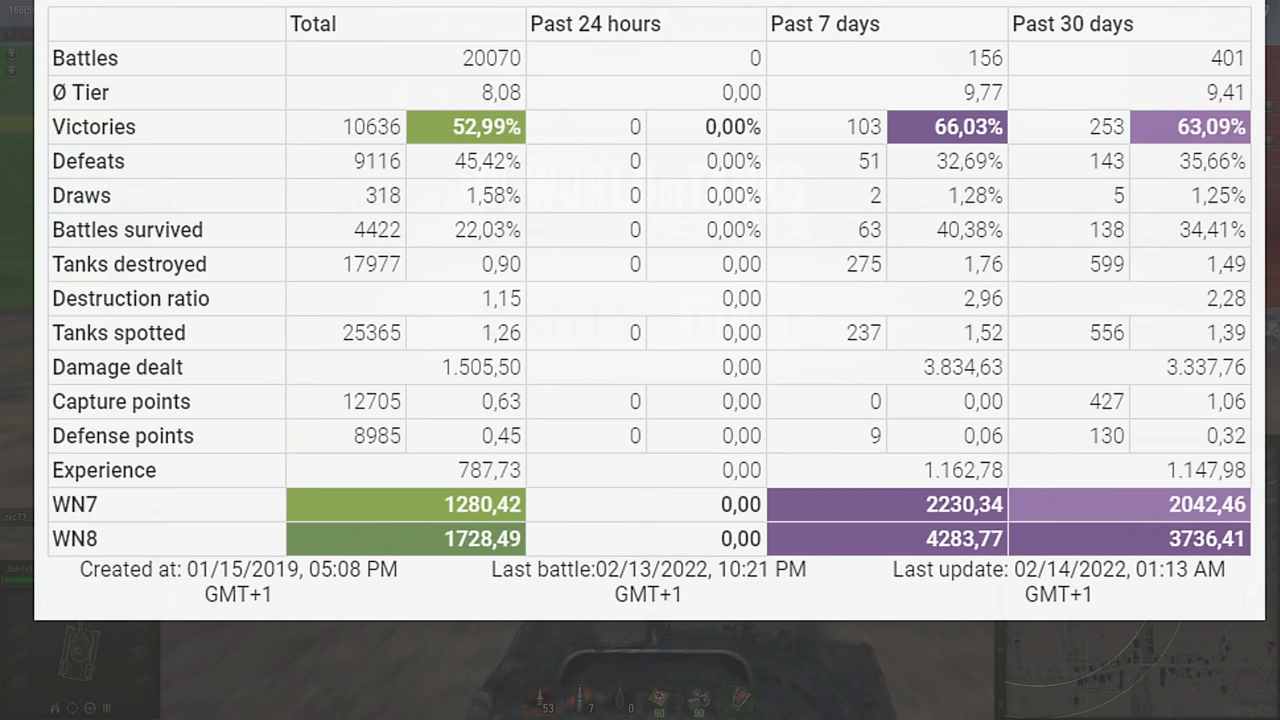 Total Past 24 hours Past 7 days Past 30 days
Battles 20070 0 156 401
Ø Tier 8,08 0,00 9,77 9,41
Victories 10636 52,99% 0 0,00% 103 66,03% 253 63,09%
Defeats 9116 45,42% 0 0,00% 51 32,69% 143 35,66%
Draws 318 1,58% 0 0,00% 2 1,28% 5 1,25%
Battles survived 4422 22,03% 0 0,00% 63 40,38% 138 34,41%
Tanks destroyed 17977 0,90 0 0,00 275 1,76 599 1,49
Destruction ratio 1,15 0,00 2,96 2,28
Tanks spotted 25365 1,26 0 0,00 237 1,52 556 1,39
Damage dealt 1.505,50 0,00 3.834,63 3.337,76
Capture points 12705 0,63 0 0,00 0 0,00 427 1,06
Defense points 8985 0,45 0 0,00 9 0,06 130 0,32
Experience 787,73 0,00 1.162,78 1.147,98
WN7 1280,42 0,00 2230,34 2042,46
WN8 1728,49 0,00 4283,77 3736,41
Created at: 01/15/2019, 05:08 PM Last battle:02/13/2022, 10:21 PM Last update: 02/14/2022, 01:13 AM
GMT+1 GMT+1 GMT+1
53 7 0 90 90